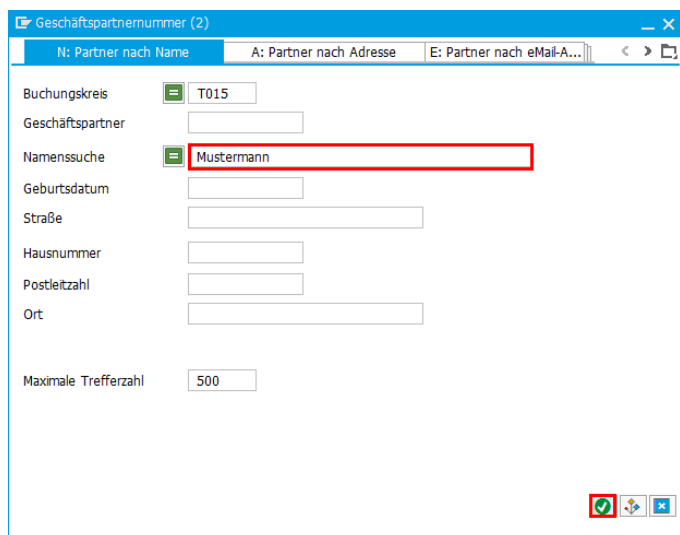 Geschäftspartnernummer (2)
N: Partner nach Name A: Partner nach Adresse E: Partner nach eMail-A...
Buchungskreis = T015
Geschäftspartner
Namenssuche = Mustermann
Geburtsdatum
Straße
Hausnummer
Postleitzahl
Ort
Maximale Trefferzahl 500